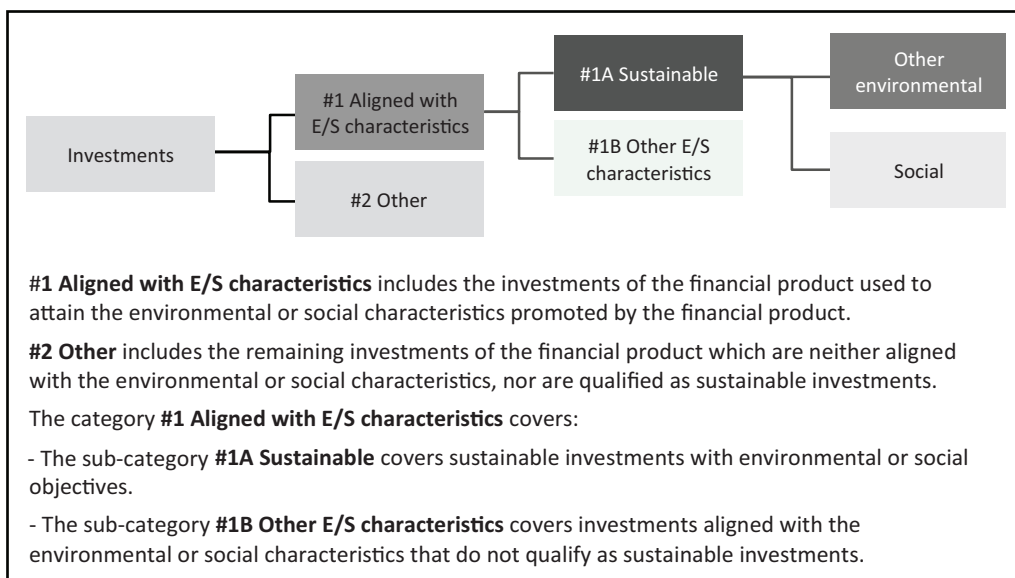 Investments
#1 Aligned with
E/S characteristics
#2 Other
#1A Sustainable
#1B Other E/S
characteristics
Other
environmental
Social
#1 Aligned with E/S characteristics includes the investments of the financial product used to
attain the environmental or social characteristics promoted by the financial product.
#2 Other includes the remaining investments of the financial product which are neither aligned
with the environmental or social characteristics, nor are qualified as sustainable investments.
The category #1 Aligned with E/S characteristics covers:
- The sub-category #1A Sustainable covers sustainable investments with environmental or social
objectives.
- The sub-category #1B Other E/S characteristics covers investments aligned with the
environmental or social characteristics that do not qualify as sustainable investments.